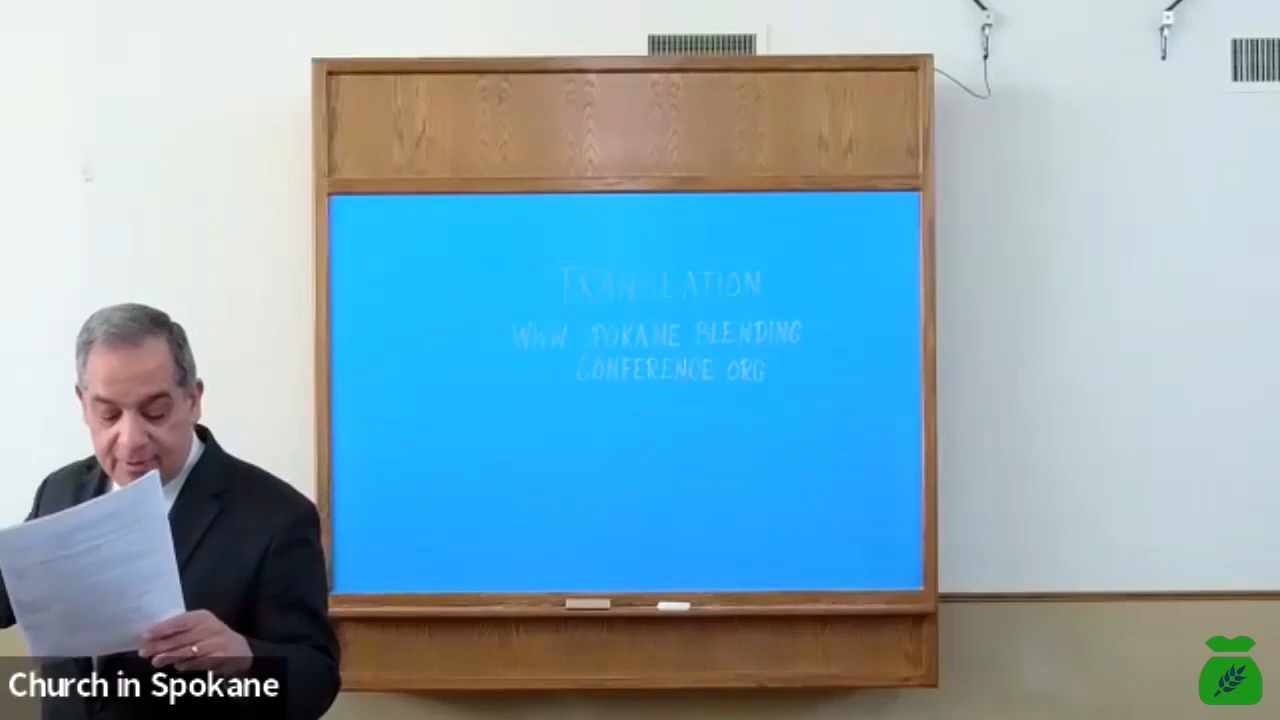 TRANSLATION
WWW SPOKANE BLENDING
CONFERENCE ORG
Church in Spokane